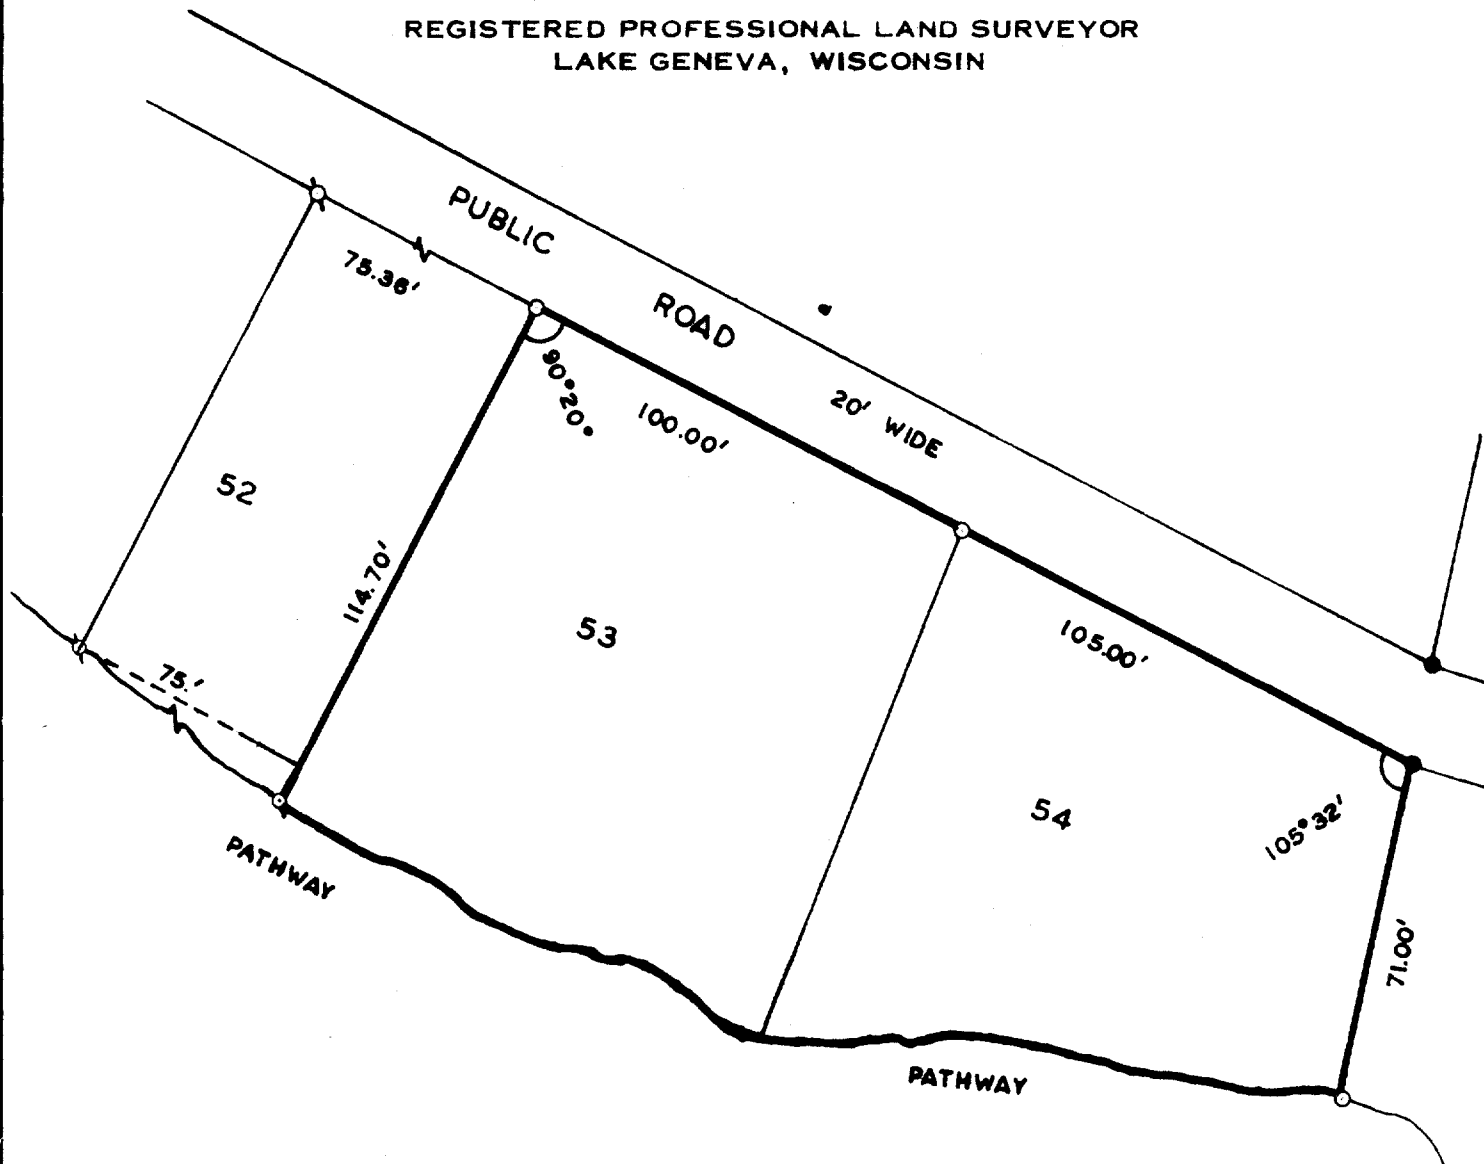 REGISTERED PROFESSIONAL LAND SURVEYOR
LAKE GENEVA, WISCONSIN
PUBLIC ROAD 20' WIDE
75.36'
90°20°
100.00'
52
114.70'
53
105.00'
75.'
54
105°32'
PATHWAY
71.00'
PATHWAY